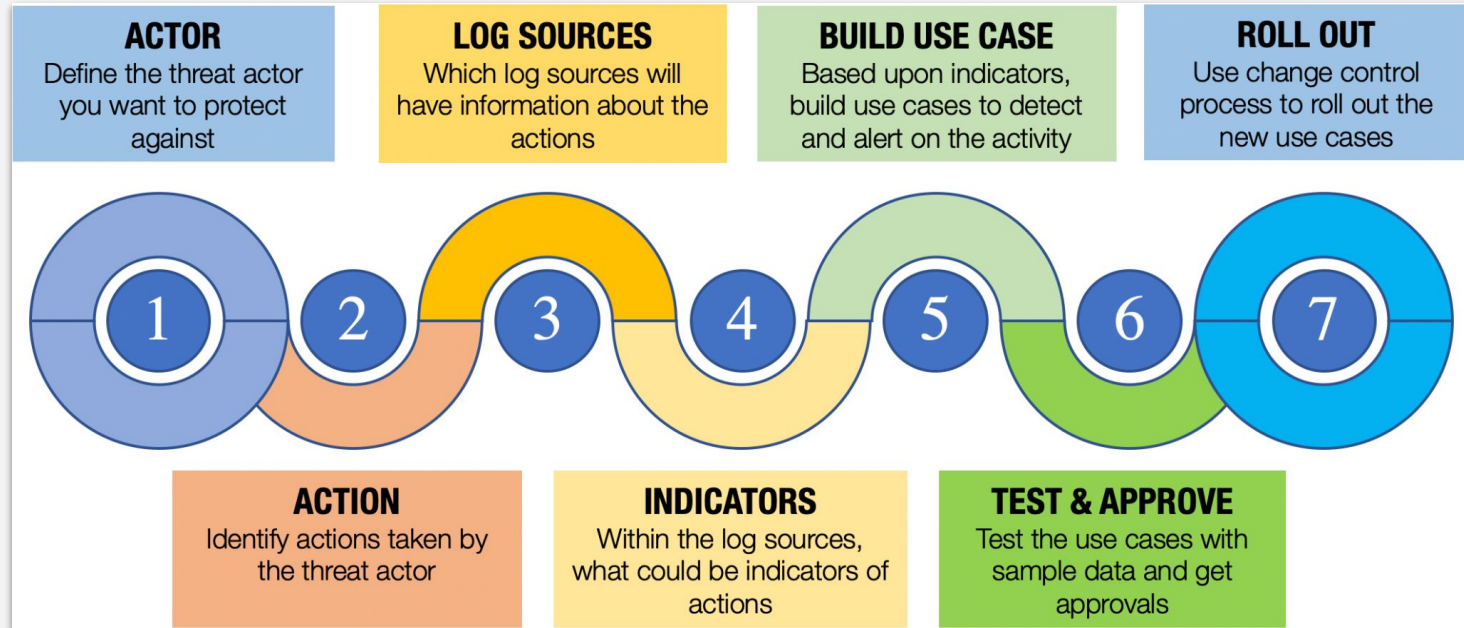 ACTOR
Define the threat actor
you want to protect
against
LOG SOURCES
Which log sources will
have information about the
actions
BUILD USE CASE
Based upon indicators,
build use cases to detect
and alert on the activity
ROLL OUT
Use change control
process to roll out the
new use cases
1
2
3
4
5
6
7
ACTION
Identify actions taken by
the threat actor
INDICATORS
Within the log sources,
what could be indicators of
actions
TEST & APPROVE
Test the use cases with
sample data and get
approvals